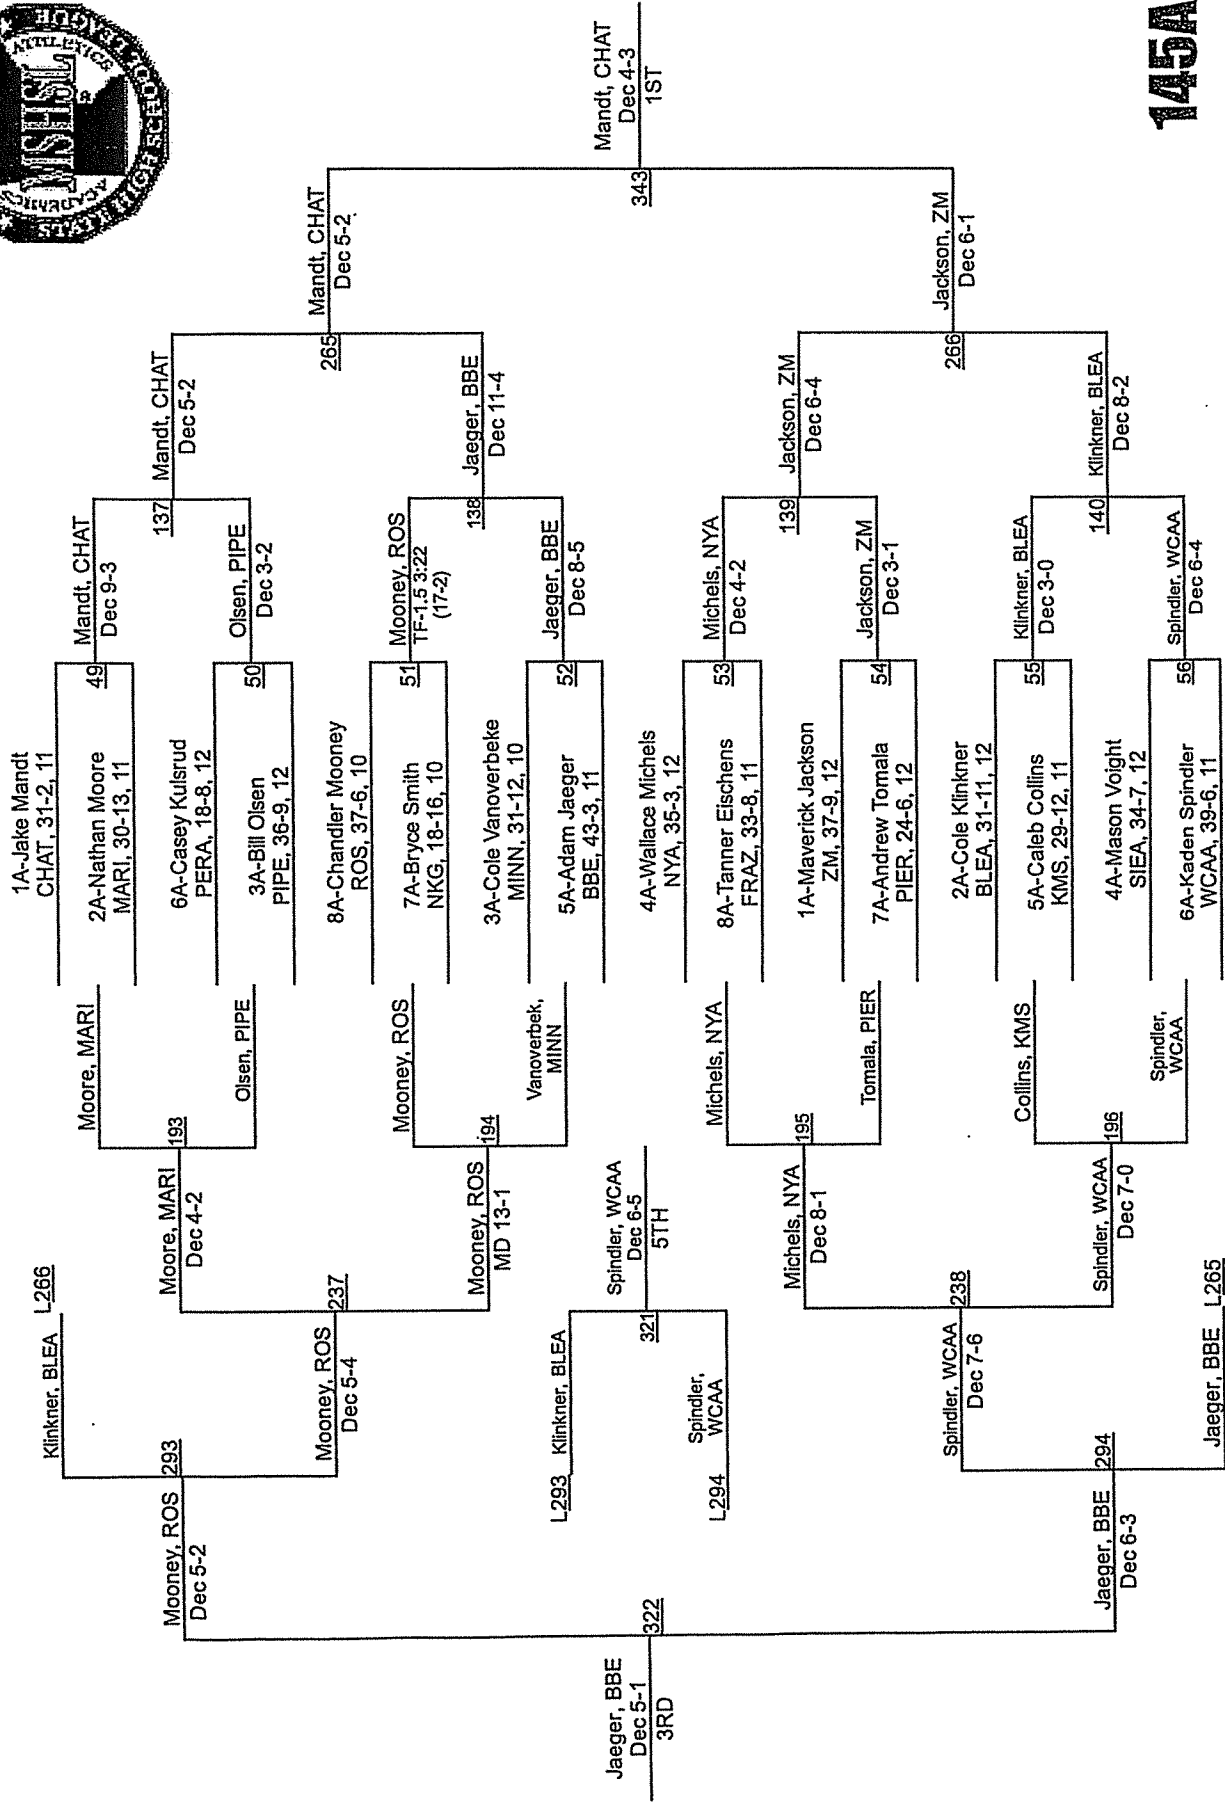 MSHSL
ATHLETICS
ACADEMICS
145A
1A-Jake Mandt
CHAT, 31-2, 11
49
2A-Nathan Moore
MARI, 30-13, 11
6A-Casey Kulsrud
PERA, 18-8, 12
50
3A-Bill Olsen
PIPE, 36-9, 12
8A-Chandler Mooney
ROS, 37-6, 10
51
7A-Bryce Smith
NKG, 18-16, 10
3A-Cole Vanoverbeke
MINN, 31-12, 10
52
5A-Adam Jaeger
BBE, 43-3, 11
4A-Wallace Michels
NYA, 35-3, 12
53
8A-Tanner Eischens
FRAZ, 33-8, 11
1A-Maverick Jackson
ZM, 37-9, 12
54
7A-Andrew Tomala
PIER, 24-6, 12
2A-Cole Klinkner
BLEA, 31-11, 12
55
5A-Caleb Collins
KMS, 29-12, 11
4A-Mason Voight
SIEA, 34-7, 12
56
6A-Kaden Spindler
WCAA, 39-6, 11
Mandt, CHAT
Dec 9-3
137
Olsen, PIPE
Dec 3-2
Mooney, ROS
TF-1.5 3:22
(17-2)
138
Jaeger, BBE
Dec 8-5
Michels, NYA
Dec 4-2
139
Jackson, ZM
Dec 3-1
Klinkner, BLEA
Dec 3-0
140
Spindler, WCAA
Dec 6-4
Mandt, CHAT
Dec 5-2
265
Jaeger, BBE
Dec 11-4
Jackson, ZM
Dec 6-4
266
Klinkner, BLEA
Dec 8-2
Mandt, CHAT
Dec 5-2
343
Jackson, ZM
Dec 6-1
Mandt, CHAT
Dec 4-3
1ST
Moore, MARI
193
Olsen, PIPE
Mooney, ROS
194
Vanoverbek,
MINN
Michels, NYA
195
Tomala, PIER
Collins, KMS
196
Spindler,
WCAA
Moore, MARI
Dec 4-2
237
Mooney, ROS
MD 13-1
Michels, NYA
Dec 8-1
238
Spindler, WCAA
Dec 7-0
Klinkner, BLEA
L266
293
Mooney, ROS
Dec 5-4
Spindler, WCAA
Dec 7-6
294
Jaeger, BBE
L265
L293
Klinkner, BLEA
321
L294
Spindler,
WCAA
Spindler, WCAA
Dec 6-5
5TH
Mooney, ROS
Dec 5-2
322
Jaeger, BBE
Dec 6-3
Jaeger, BBE
Dec 5-1
3RD